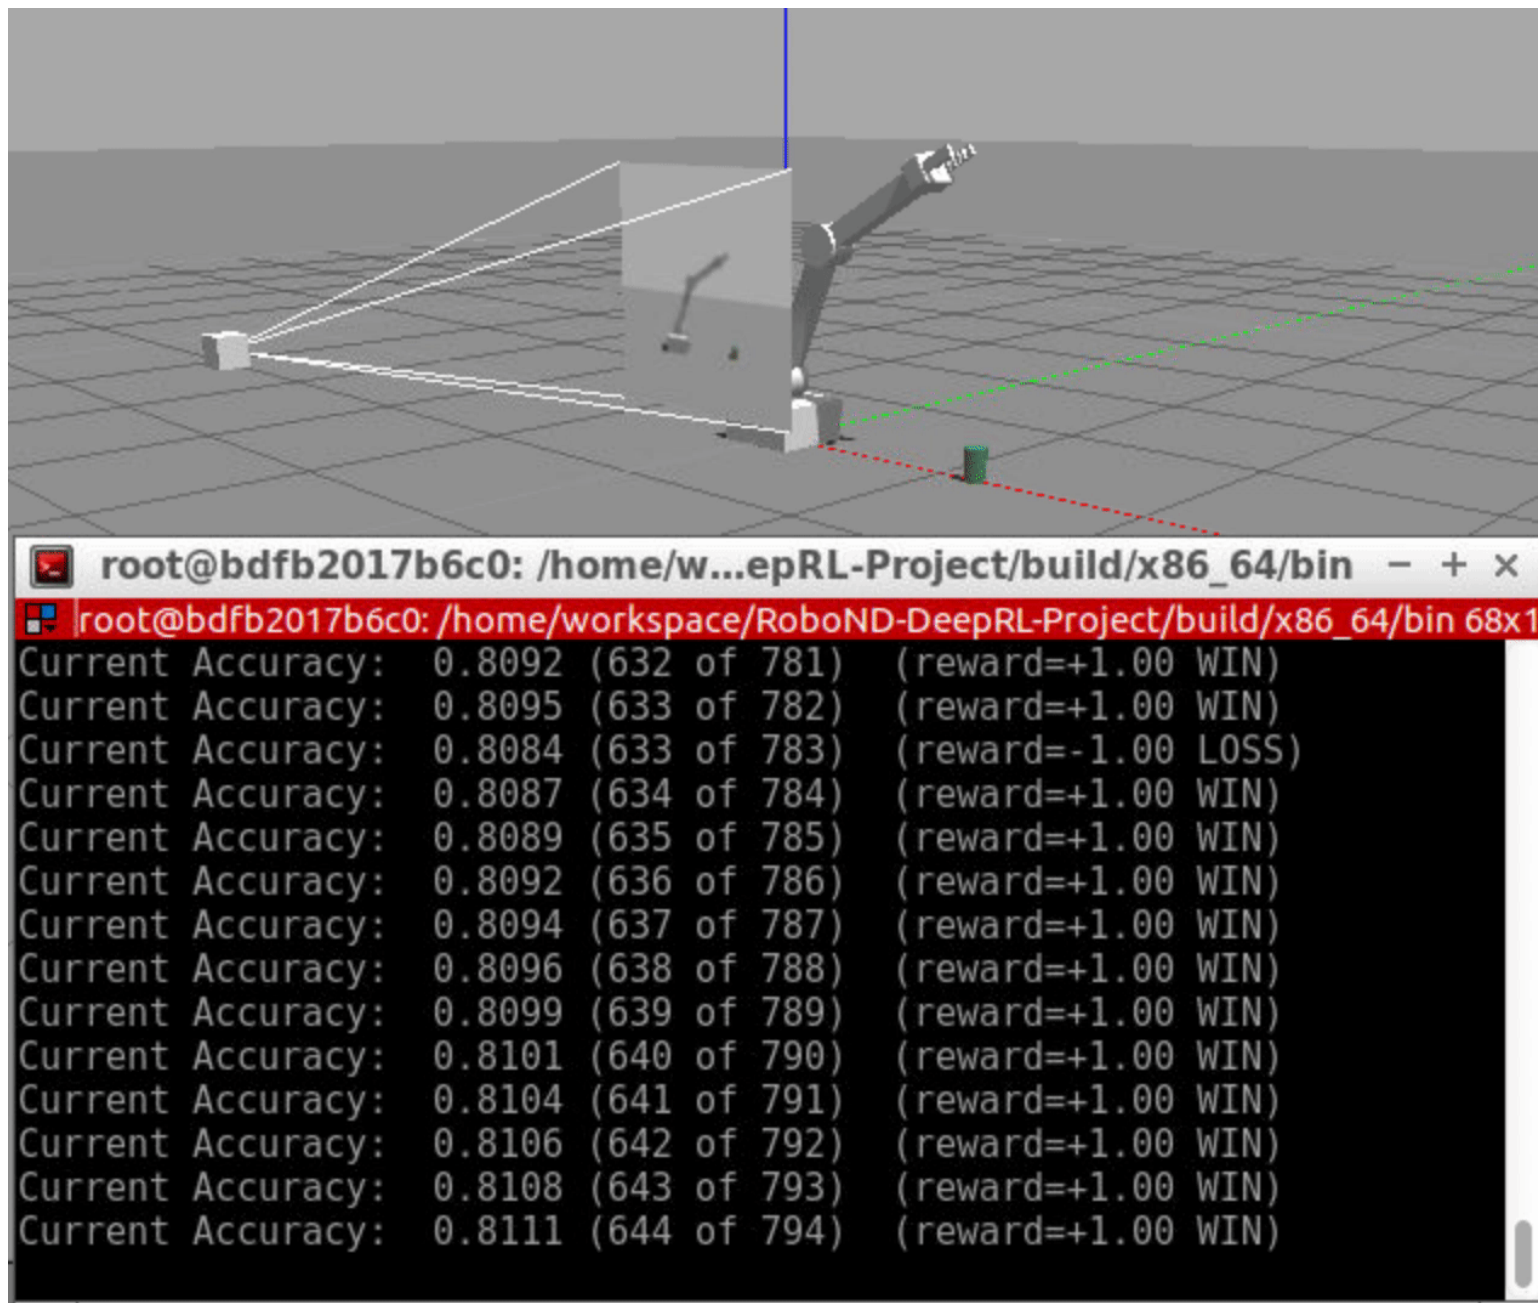 root@bdfb2017b6c0: /home/w...epRL-Project/build/x86_64/bin
root@bdfb2017b6c0: /home/workspace/RoboND-DeepRL-Project/build/x86_64/bin 68x1
Current Accuracy: 0.8092 (632 of 781) (reward=+1.00 WIN)
Current Accuracy: 0.8095 (633 of 782) (reward=+1.00 WIN)
Current Accuracy: 0.8084 (633 of 783) (reward=-1.00 LOSS)
Current Accuracy: 0.8087 (634 of 784) (reward=+1.00 WIN)
Current Accuracy: 0.8089 (635 of 785) (reward=+1.00 WIN)
Current Accuracy: 0.8092 (636 of 786) (reward=+1.00 WIN)
Current Accuracy: 0.8094 (637 of 787) (reward=+1.00 WIN)
Current Accuracy: 0.8096 (638 of 788) (reward=+1.00 WIN)
Current Accuracy: 0.8099 (639 of 789) (reward=+1.00 WIN)
Current Accuracy: 0.8101 (640 of 790) (reward=+1.00 WIN)
Current Accuracy: 0.8104 (641 of 791) (reward=+1.00 WIN)
Current Accuracy: 0.8106 (642 of 792) (reward=+1.00 WIN)
Current Accuracy: 0.8108 (643 of 793) (reward=+1.00 WIN)
Current Accuracy: 0.8111 (644 of 794) (reward=+1.00 WIN)